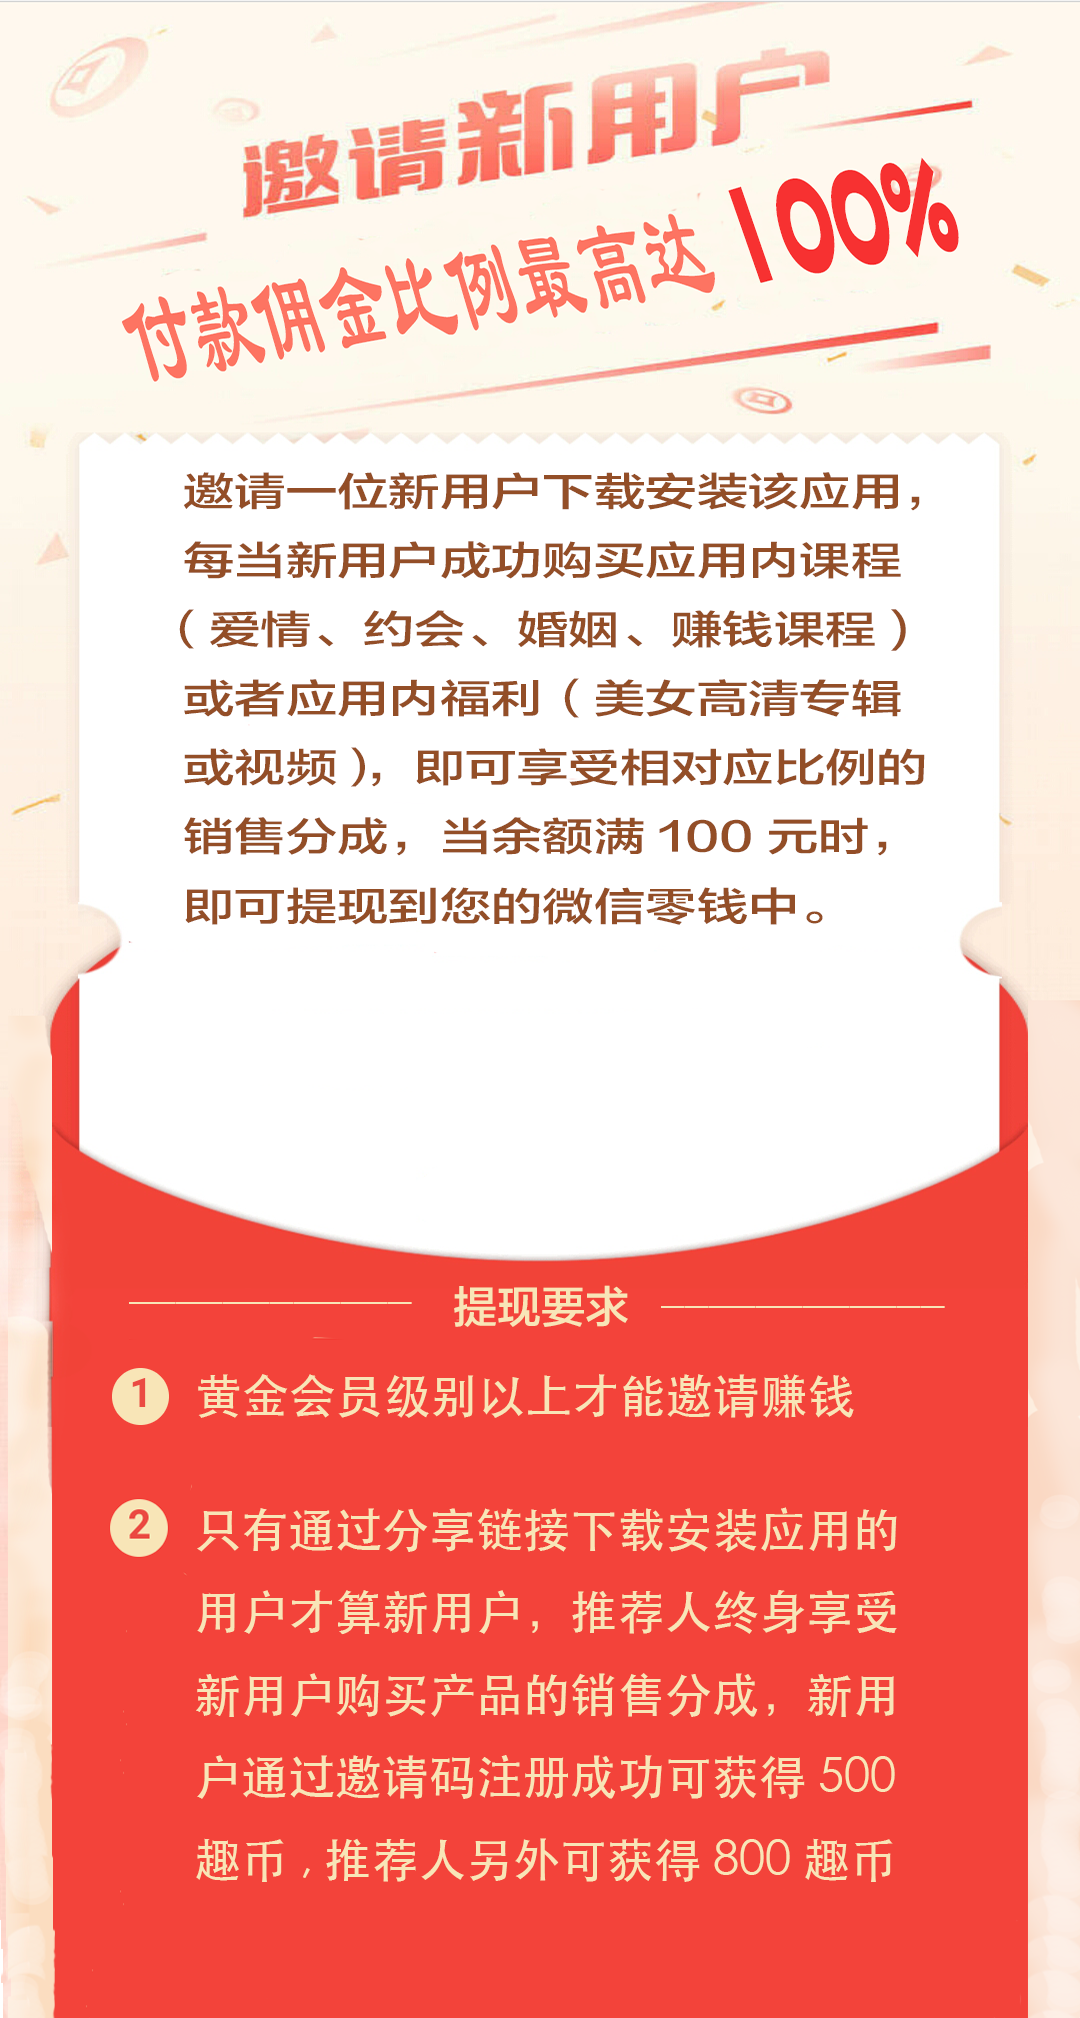 邀请新用户
付款佣金比例最高达 100%
邀请一位新用户下载安装该应用，
每当新用户成功购买应用内课程
（爱情、约会、婚姻、赚钱课程）
或者应用内福利（美女高清专辑
或视频），即可享受相对应比例的
销售分成，当余额满 100 元时，
即可提现到您的微信零钱中。
提现要求
1 黄金会员级别以上才能邀请赚钱
2 只有通过分享链接下载安装应用的
用户才算新用户，推荐人终身享受
新用户购买产品的销售分成，新用
户通过邀请码注册成功可获得 500
趣币，推荐人另外可获得 800 趣币